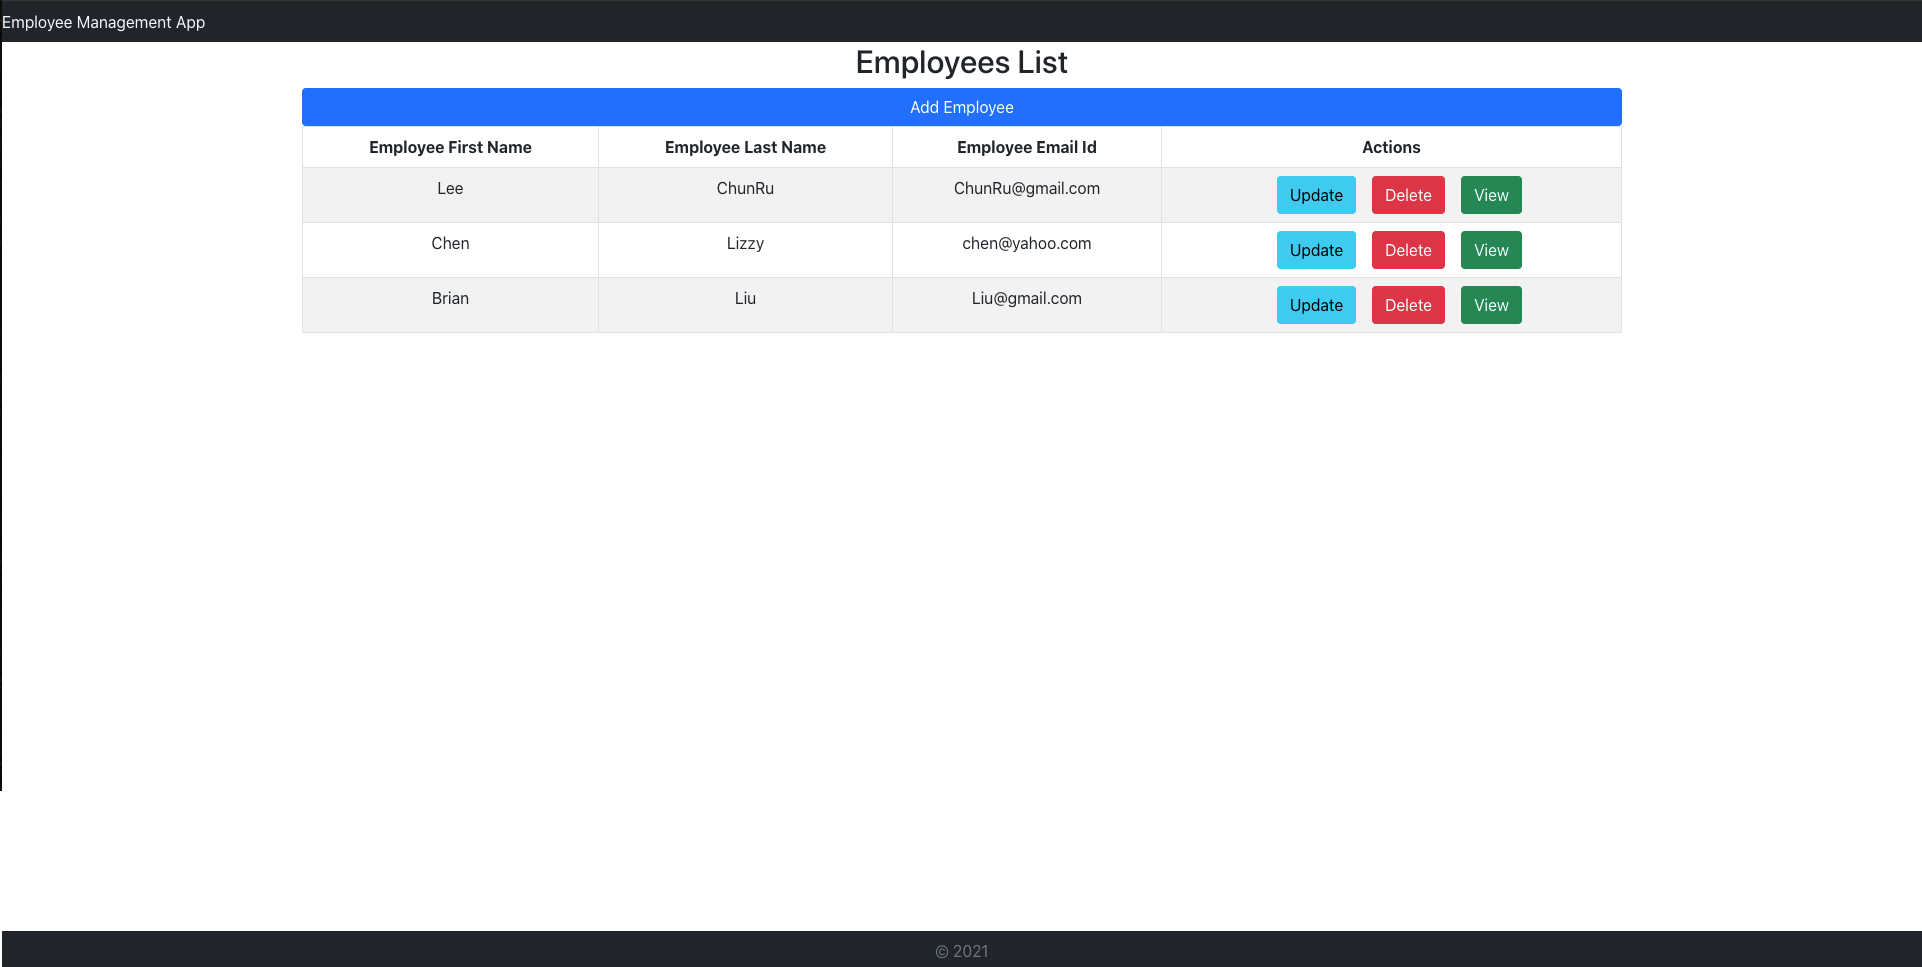 Employee Management App
Employees List
Add Employee
Employee First Name Employee Last Name Employee Email Id Actions
Lee ChunRu ChunRu@gmail.com Update Delete View
Chen Lizzy chen@yahoo.com Update Delete View
Brian Liu Liu@gmail.com Update Delete View
© 2021